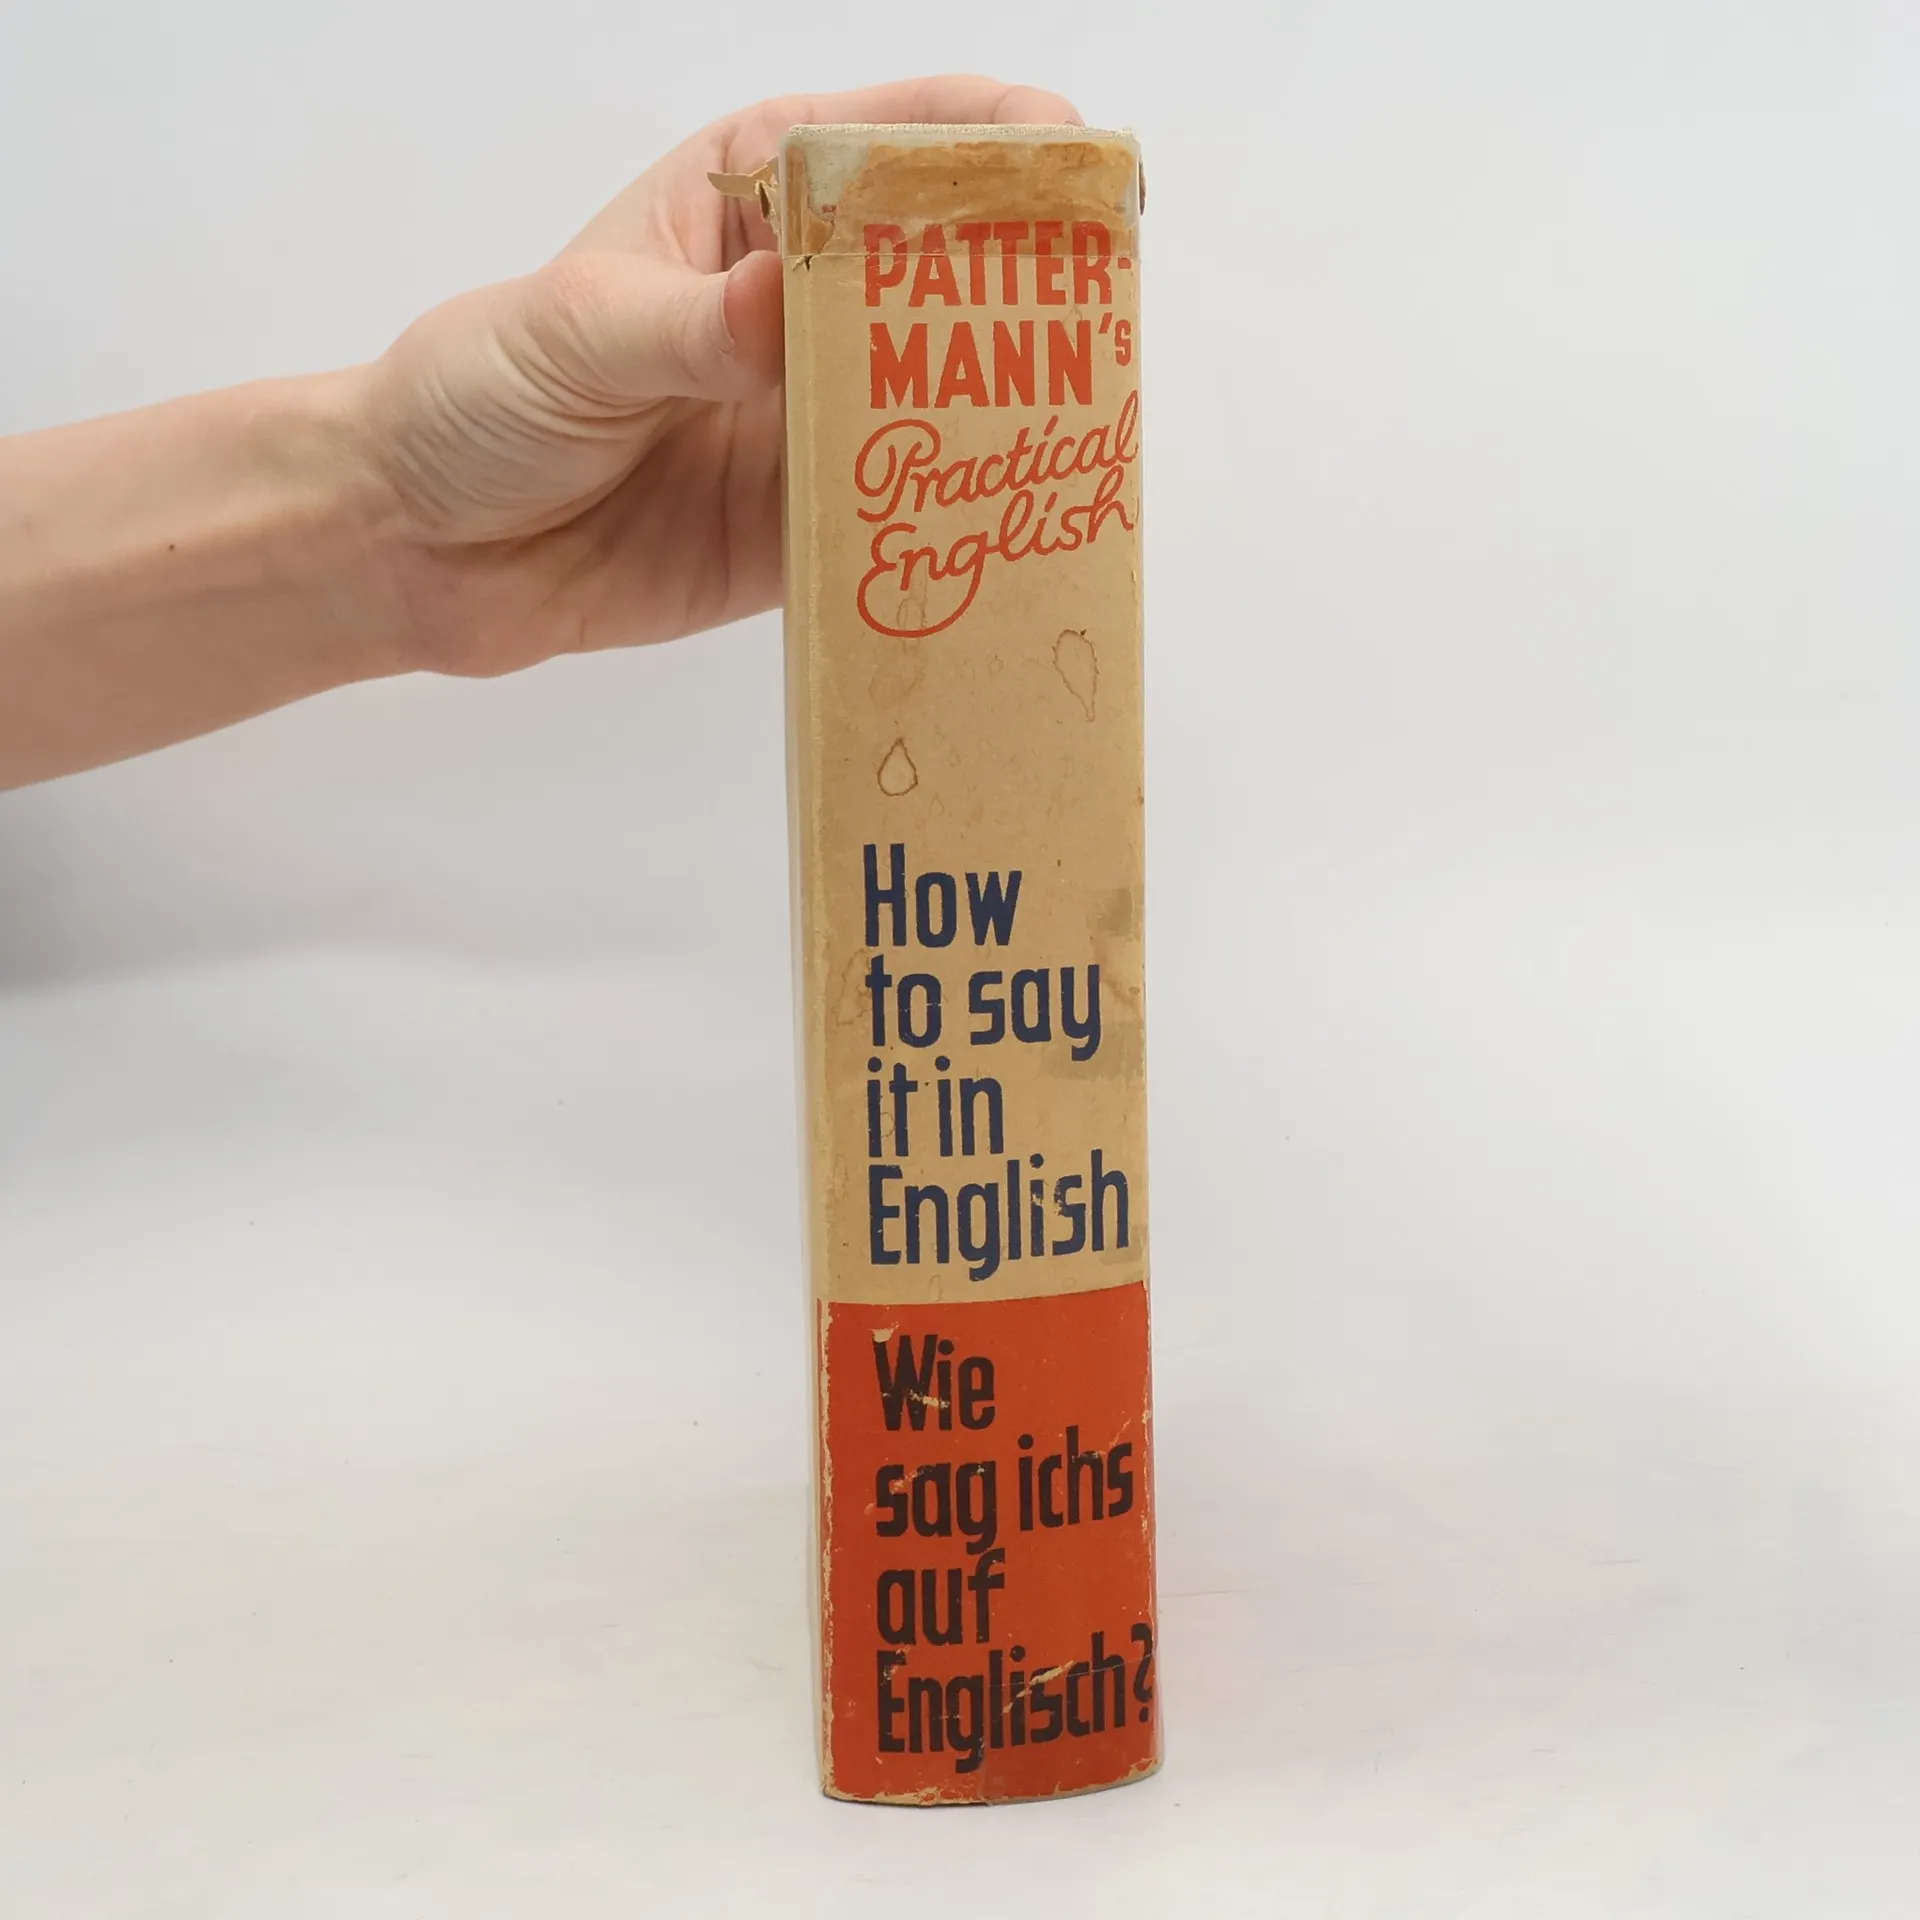 PATTER-
MANN's
Practical
English
How
to say
it in
English
Wie
sag ichs
auf
Englisch?